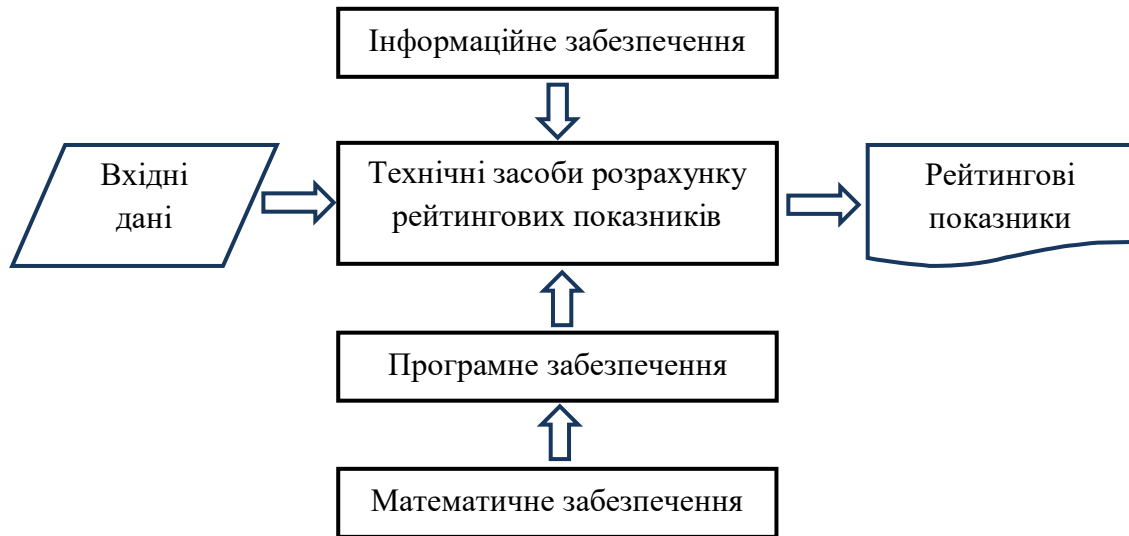 Інформаційне забезпечення
Вхідні
дані
Технічні засоби розрахунку
рейтингових показників
Рейтингові
показники
Програмне забезпечення
Математичне забезпечення